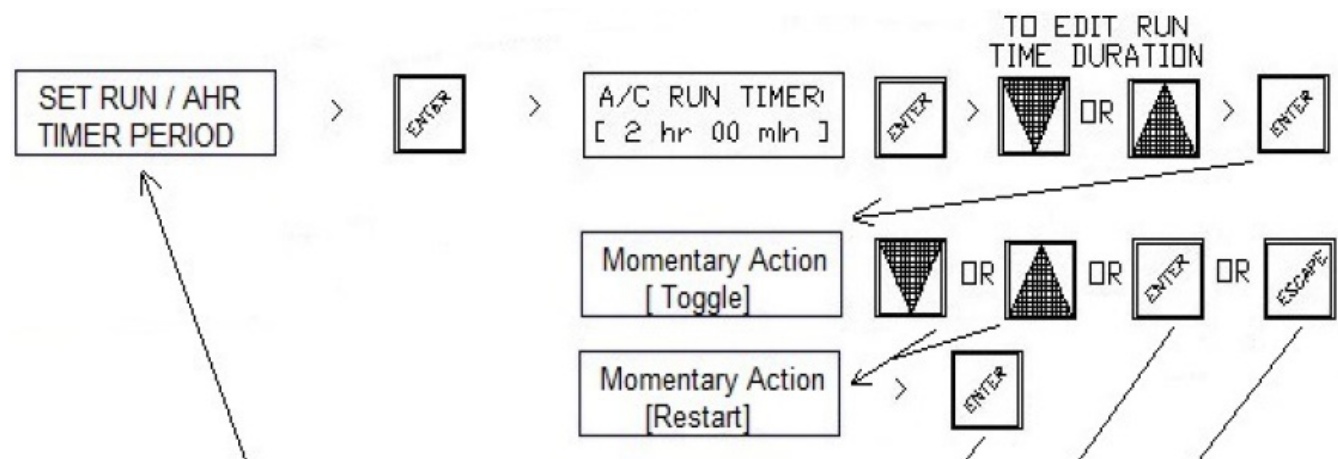 TO EDIT RUN
TIME DURATION
SET RUN / AHR
TIMER PERIOD
>
ENTER
>
A/C RUN TIMER
[ 2 hr 00 min ]
ENTER
>
OR
>
ENTER
Momentary Action
[ Toggle]
OR
OR
ENTER
OR
ESCAPE
Momentary Action
[Restart]
>
ENTER